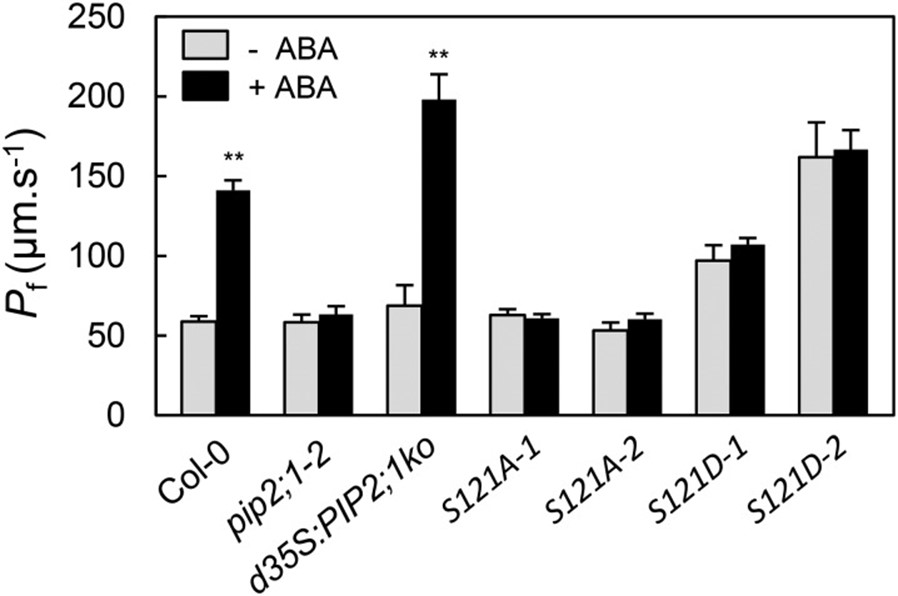 250
200
150
100
50
0
Pf (μm.s-1)
- ABA
+ ABA
**
**
Col-0
pip2;1-2
d35S:PIP2;1ko
S121A-1
S121A-2
S121D-1
S121D-2